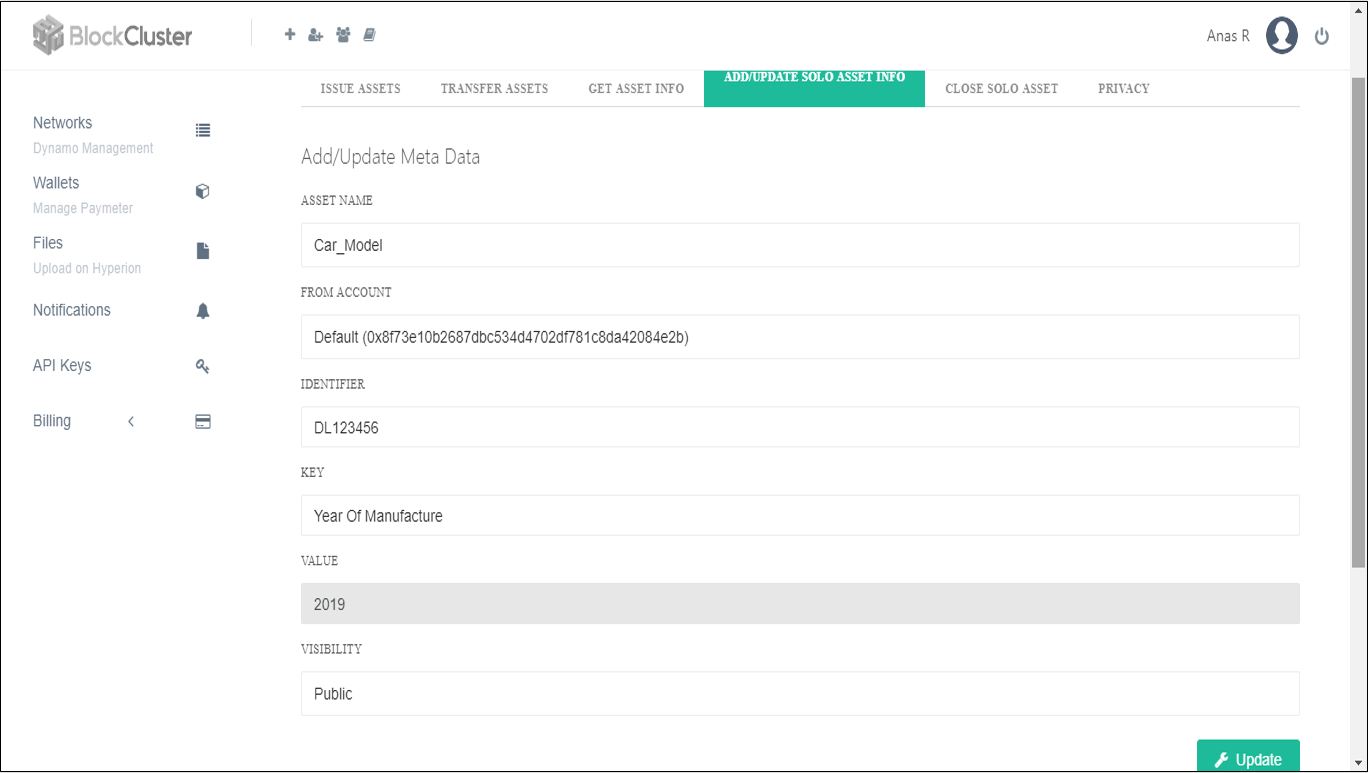 BlockCluster
Anas R
ISSUE ASSETS
TRANSFER ASSETS
GET ASSET INFO
ADD/UPDATE SOLO ASSET INFO
CLOSE SOLO ASSET
PRIVACY
Networks
Dynamo Management
Wallets
Manage Paymeter
Files
Upload on Hyperion
Notifications
API Keys
Billing
Add/Update Meta Data
ASSET NAME
Car_Model
FROM ACCOUNT
Default (0x8f73e10b2687dbc534d4702df781c8da42084e2b)
IDENTIFIER
DL123456
KEY
Year Of Manufacture
VALUE
2019
VISIBILITY
Public
Update